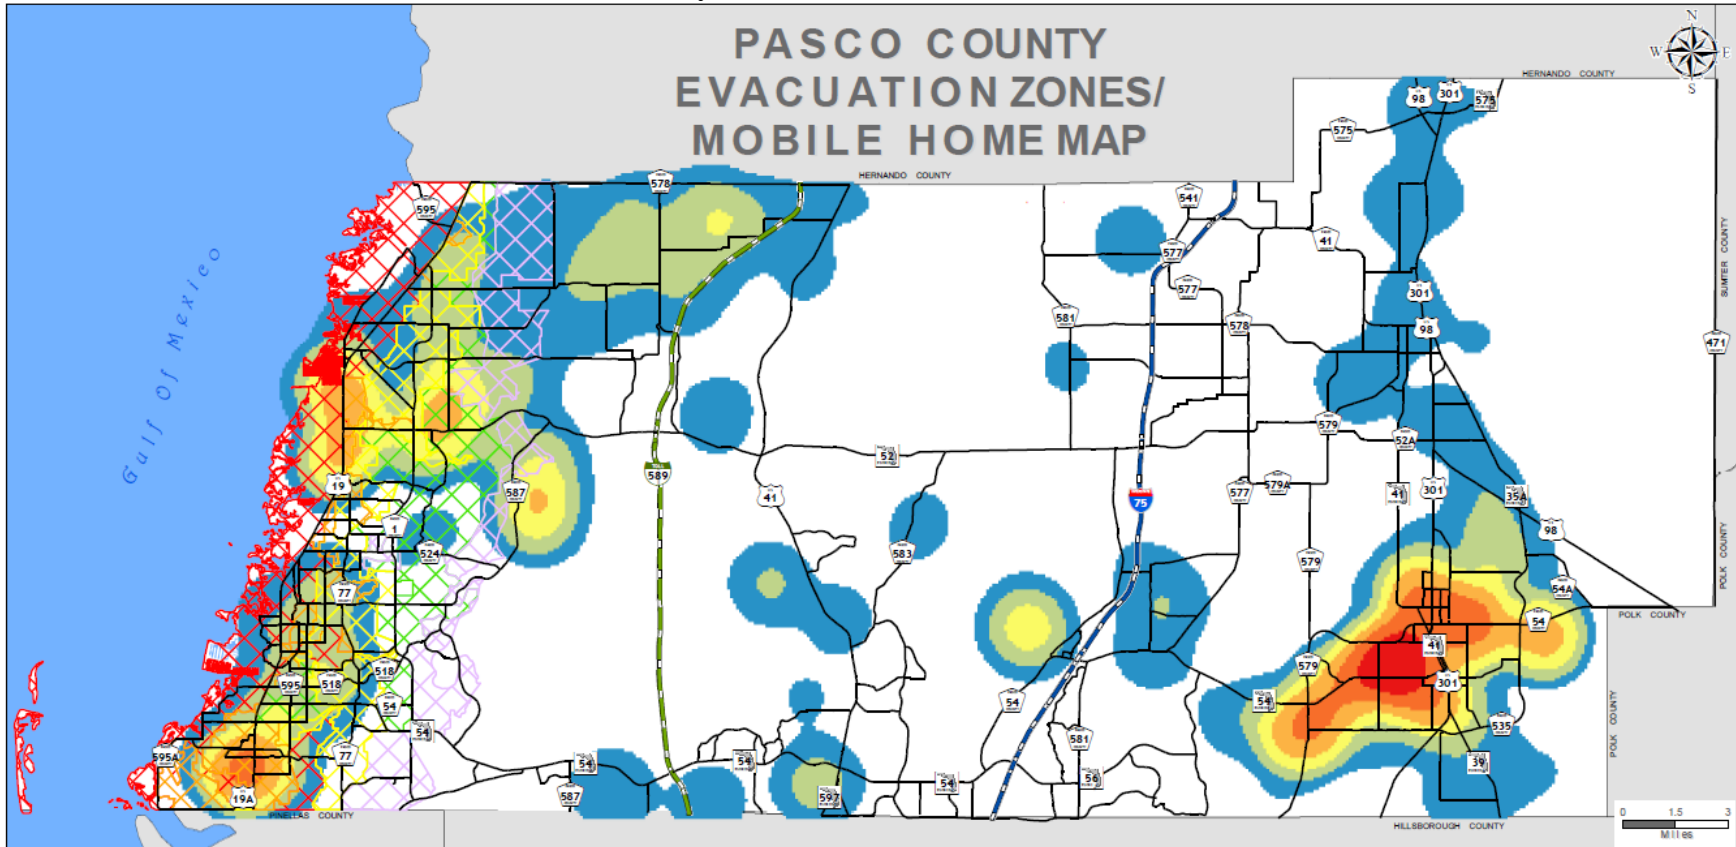 PASCO COUNTY
EVACUATION ZONES/
MOBILE HOME MAP
N
W E
S
HERNANDO COUNTY
98
301
575
575
HERNANDO COUNTY
578
595
541
41
577
577
SUMTER COUNTY
Gulf Of Mexico
301
581
578
98
471
579
52A
52
TOLL
589
19
587
41
75
577
579A
41
301
35A
98
1
524
583
579
POLK COUNTY
77
54A
54
POLK COUNTY
41
518
579
518
595
301
54
54
54
54
535
POLK COUNTY
581
595A
77
54
54
39
54
56
587
597
19A
PINELLAS COUNTY
HILLSBOROUGH COUNTY
0 1.5 3
Miles